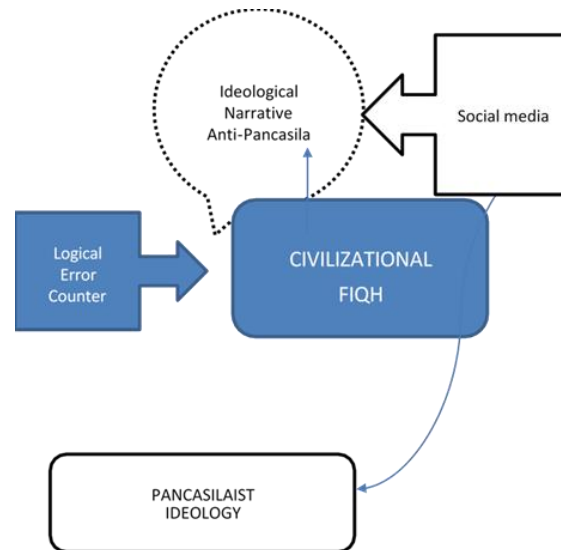 Ideological
Narrative
Anti-Pancasila
Social media
Logical
Error
Counter
CIVILIZATIONAL
FIQH
PANCASILAIST
IDEOLOGY